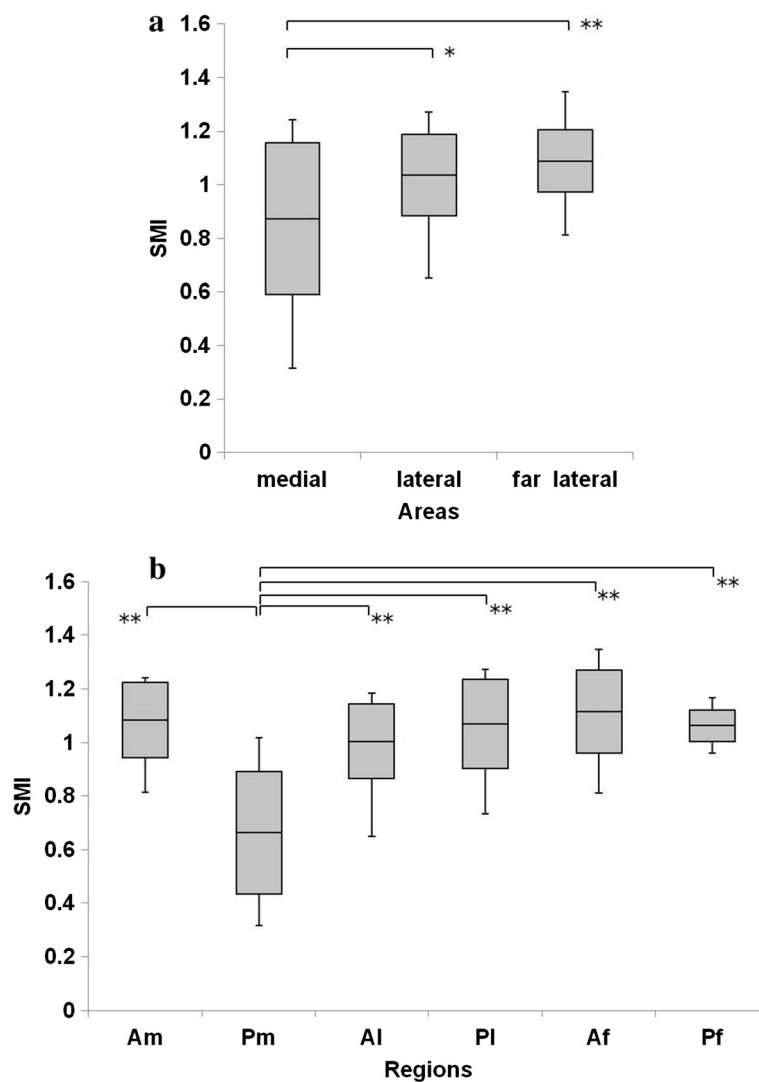 a
1.6
**
1.4
*
1.2
1
0.8
0.6
0.4
0.2
0
SMI
medial lateral far lateral
Areas
b
1.6
** ** ** ** **
1.4
1.2
1
0.8
0.6
0.4
0.2
0
SMI
Am Pm Al Pl Af Pf
Regions